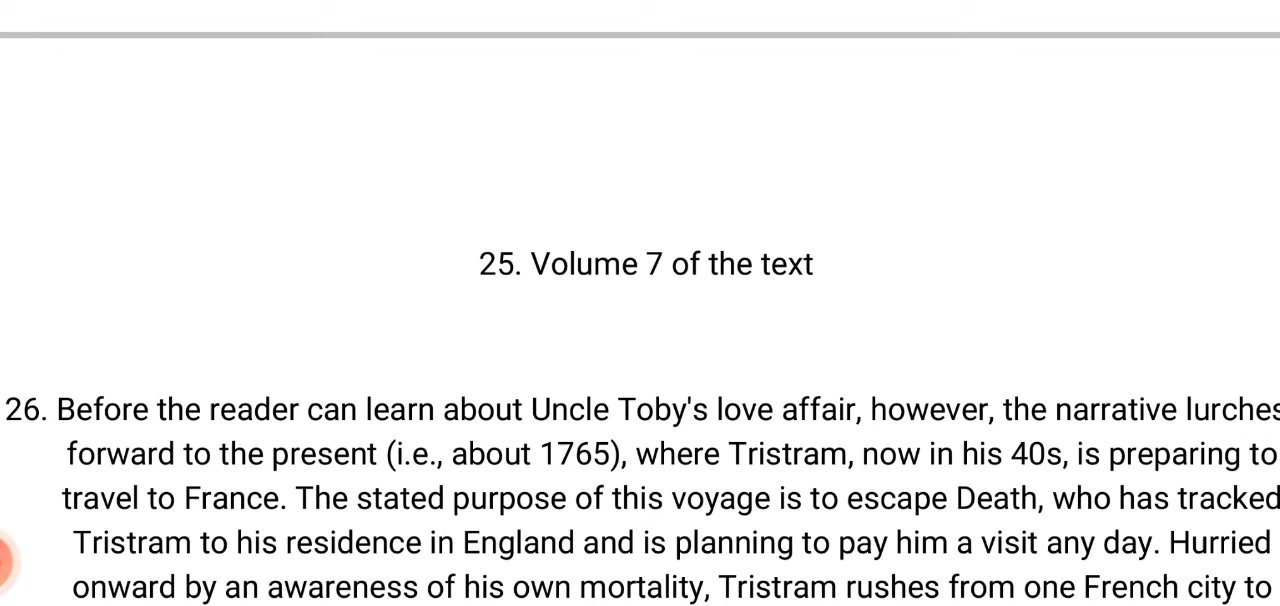 25. Volume 7 of the text
26. Before the reader can learn about Uncle Toby's love affair, however, the narrative lurches
forward to the present (i.e., about 1765), where Tristram, now in his 40s, is preparing to
travel to France. The stated purpose of this voyage is to escape Death, who has tracked
Tristram to his residence in England and is planning to pay him a visit any day. Hurried
onward by an awareness of his own mortality, Tristram rushes from one French city to